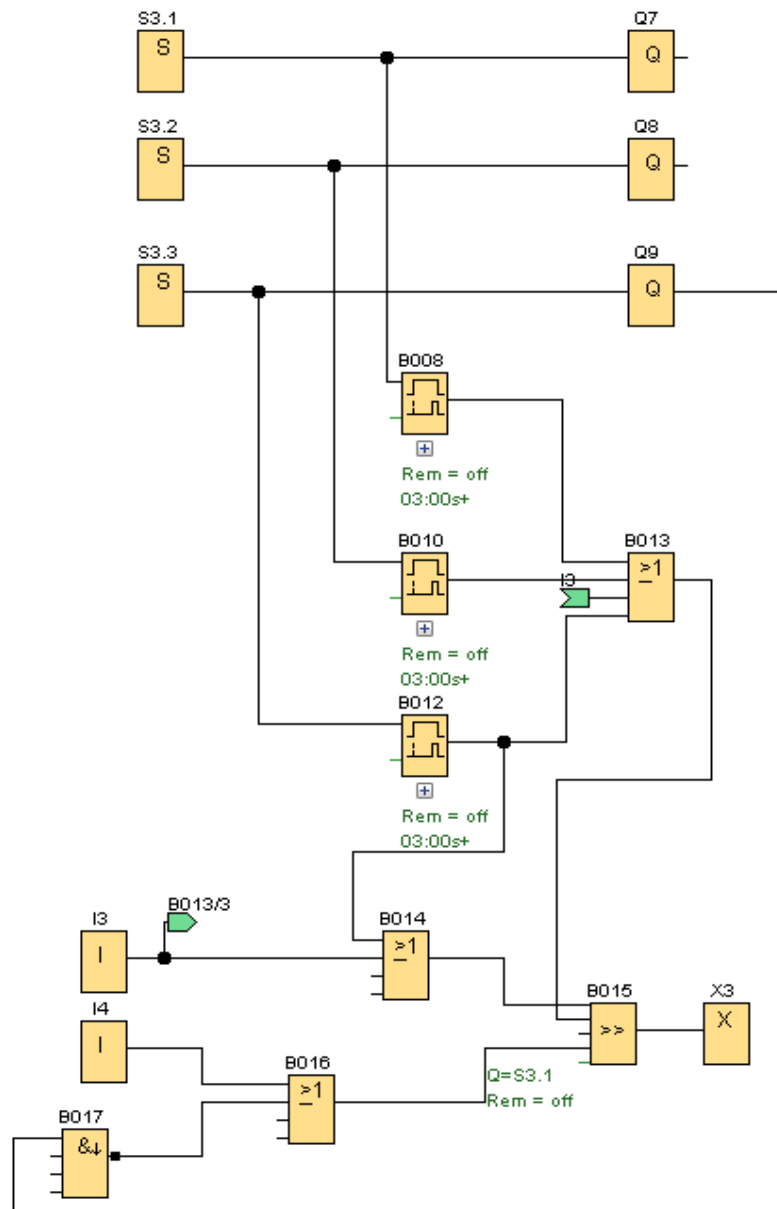 S3.1
S
Q7
Q
S3.2
S
Q8
Q
S3.3
S
Q9
Q
B008
Rem = off
03:00s+
B010
B013
≥1
I3
Rem = off
03:00s+
B012
Rem = off
03:00s+
B013/3
I3
I
B014
≥1
I4
I
B015
>>
X3
X
B016
≥1
Q=S3.1
Rem = off
B017
&↓